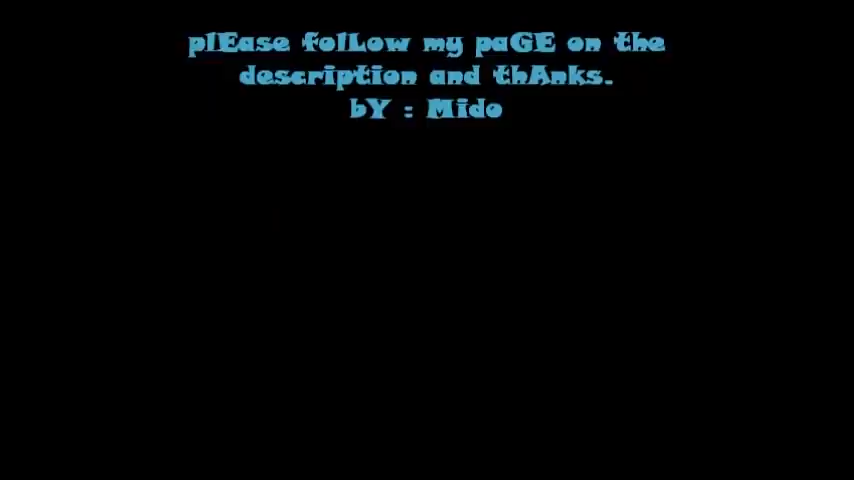 plEase folLow my paGE on the
description and thAnks.
bY : Mido